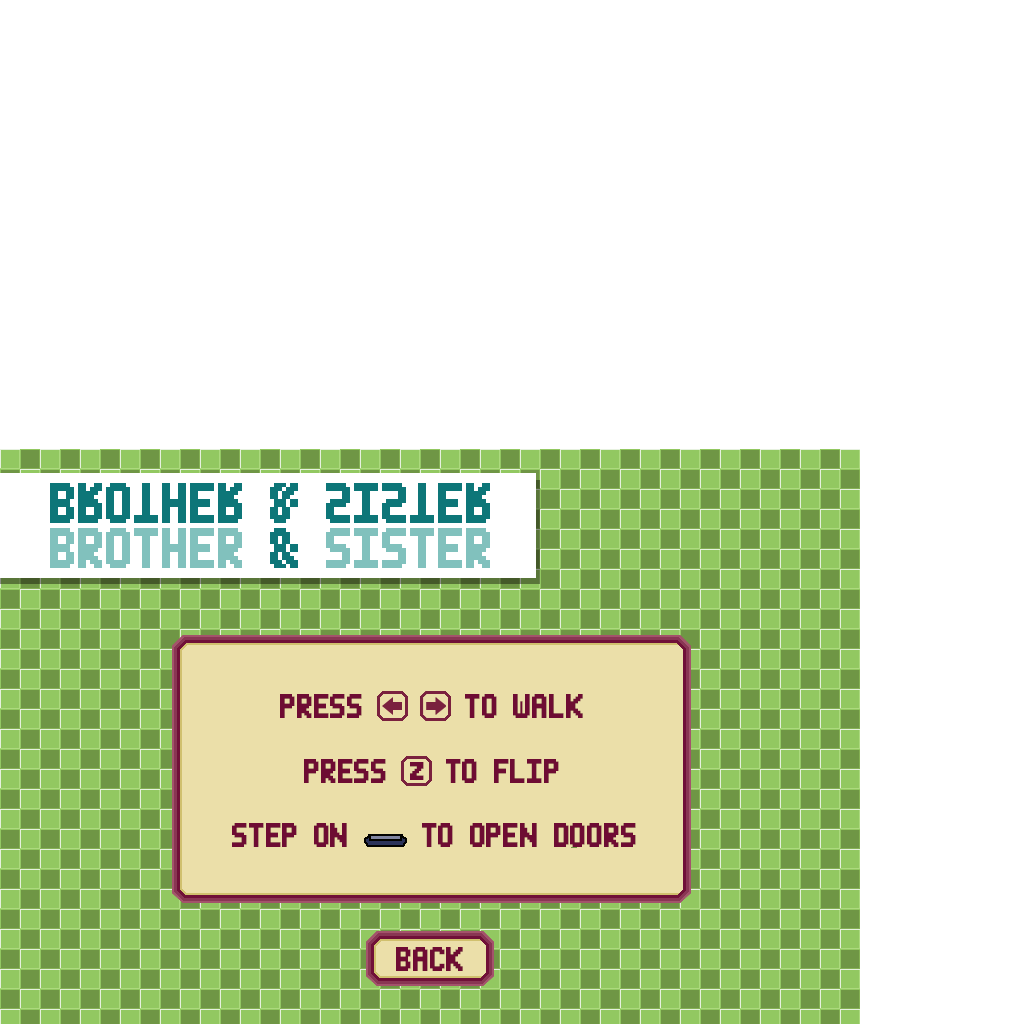 BROTHER & SISTER
BROTHER & SISTER
PRESS TO WALK
PRESS Z TO FLIP
STEP ON TO OPEN DOORS
BACK